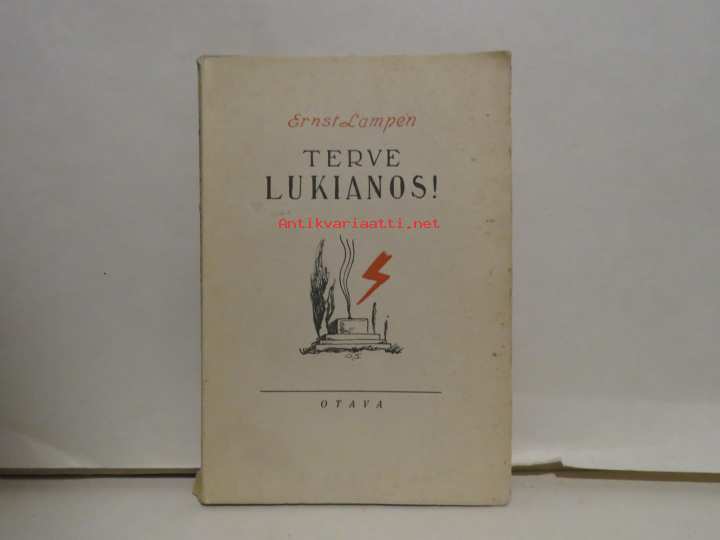 Ernst Lampen
TERVE
LUKIANOS!
Antikvariaatti.net
OTAVA